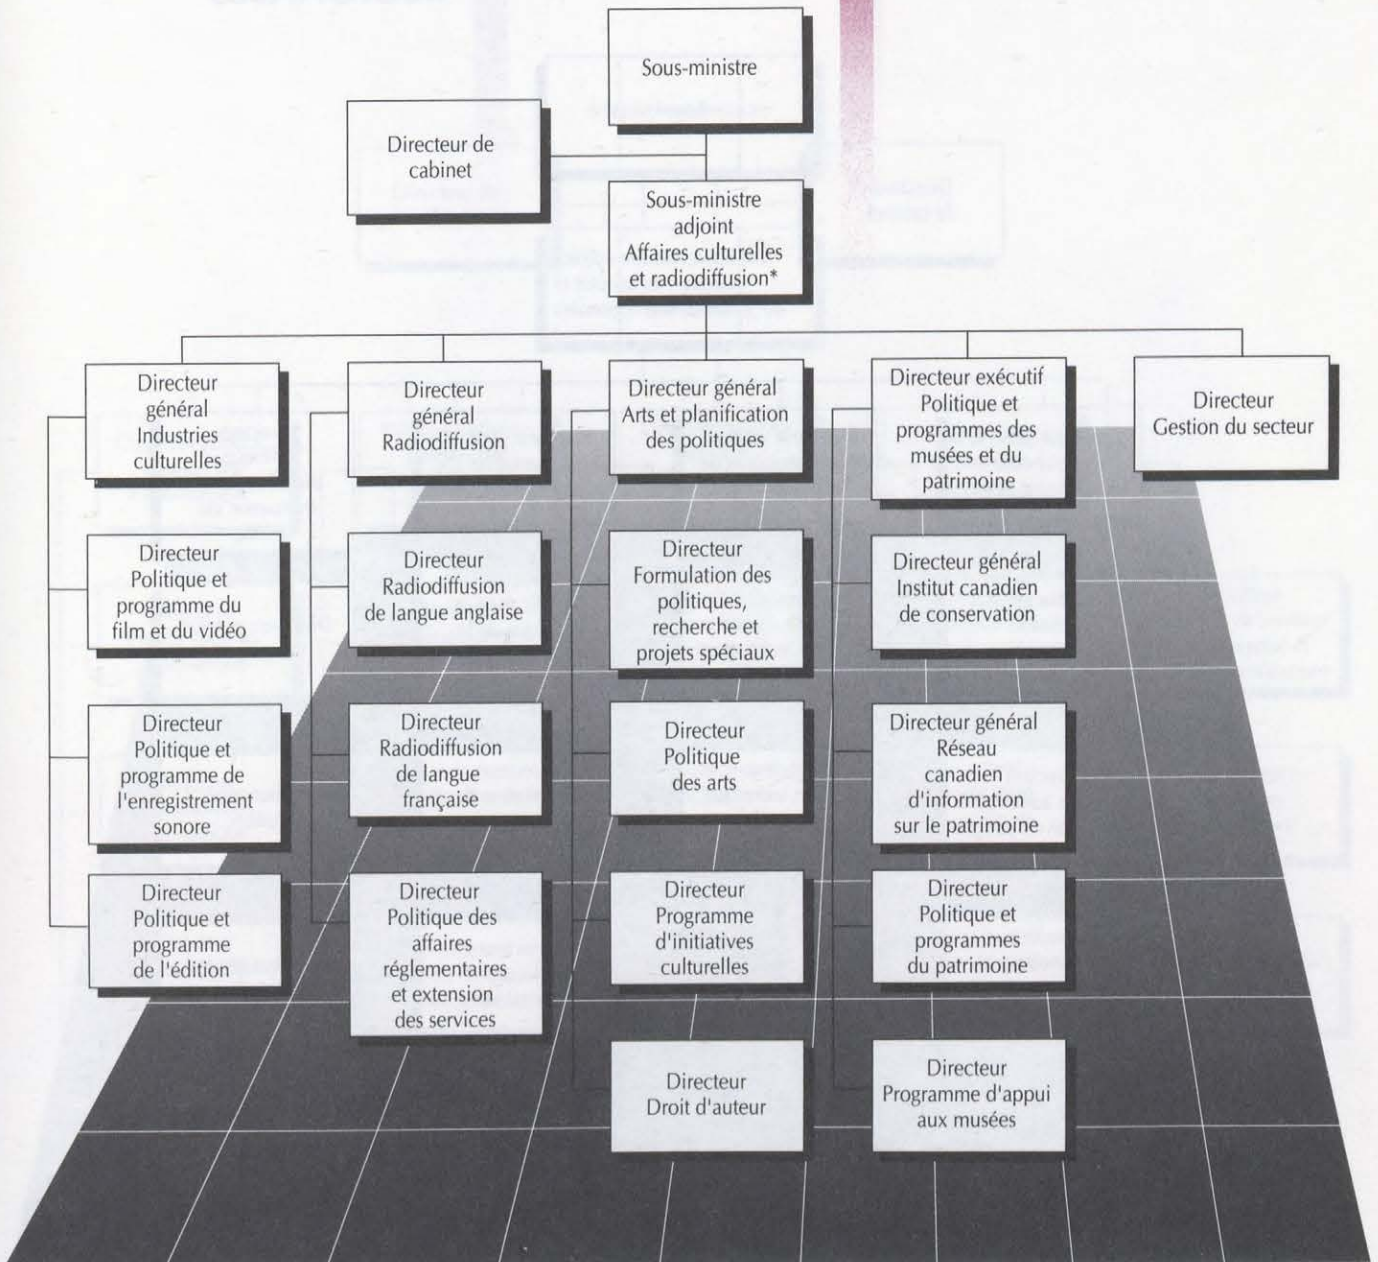 Sous-ministre
Directeur de
cabinet
Sous-ministre
adjoint
Affaires culturelles
et radiodiffusion*
Directeur
général
Industries
culturelles
Directeur
général
Radiodiffusion
Directeur général
Arts et planification
des politiques
Directeur exécutif
Politique et
programmes des
musées et du
patrimoine
Directeur
Gestion du secteur
Directeur
Politique et
programme du
film et du vidéo
Directeur
Radiodiffusion
de langue anglaise
Directeur
Formulation des
politiques,
recherche et
projets spéciaux
Directeur général
Institut canadien
de conservation
Directeur
Politique et
programme de
l'enregistrement
sonore
Directeur
Radiodiffusion
de langue
française
Directeur
Politique
des arts
Directeur général
Réseau
canadien
d'information
sur le patrimoine
Directeur
Politique et
programme
de l'édition
Directeur
Politique des
affaires
réglementaires
et extension
des services
Directeur
Programme
d'initiatives
culturelles
Directeur
Politique et
programmes
du patrimoine
Directeur
Droit d'auteur
Directeur
Programme d'appui
aux musées